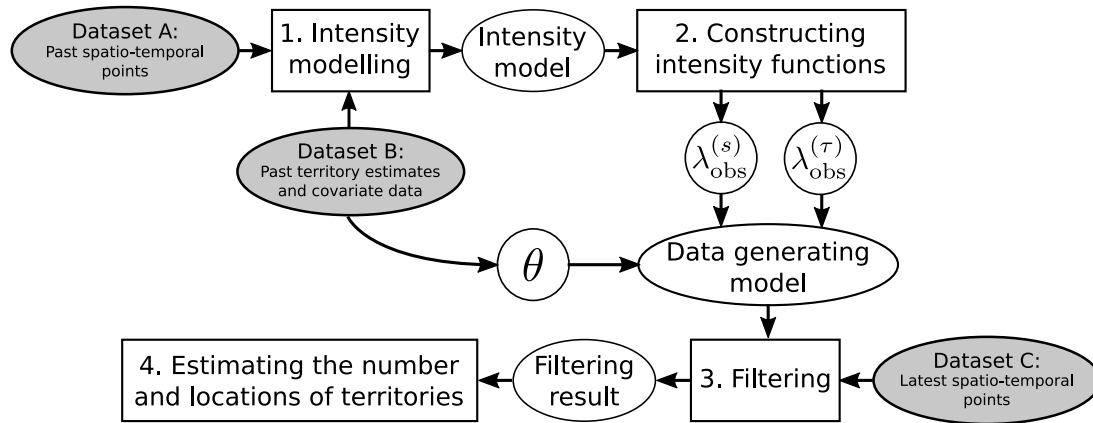 Dataset A:
Past spatio-temporal
points
1. Intensity
modelling
Intensity
model
2. Constructing
intensity functions
Dataset B:
Past territory estimates
and covariate data
λ_obs^(s)
λ_obs^(τ)
θ
Data generating
model
4. Estimating the number
and locations of territories
Filtering
result
3. Filtering
Dataset C:
Latest spatio-temporal
points